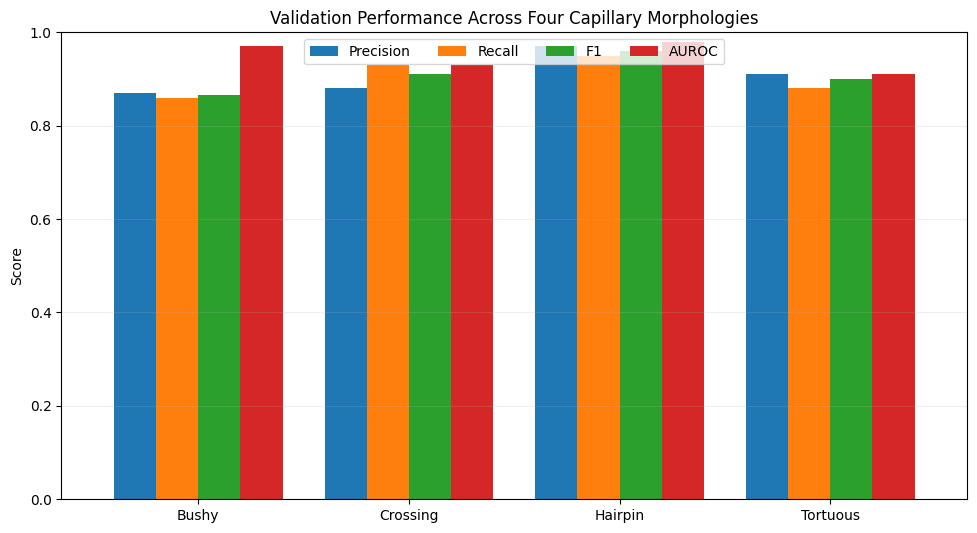 Validation Performance Across Four Capillary Morphologies
Precision Recall F1 AUROC
Score
1.0
0.8
0.6
0.4
0.2
0.0
Bushy Crossing Hairpin Tortuous